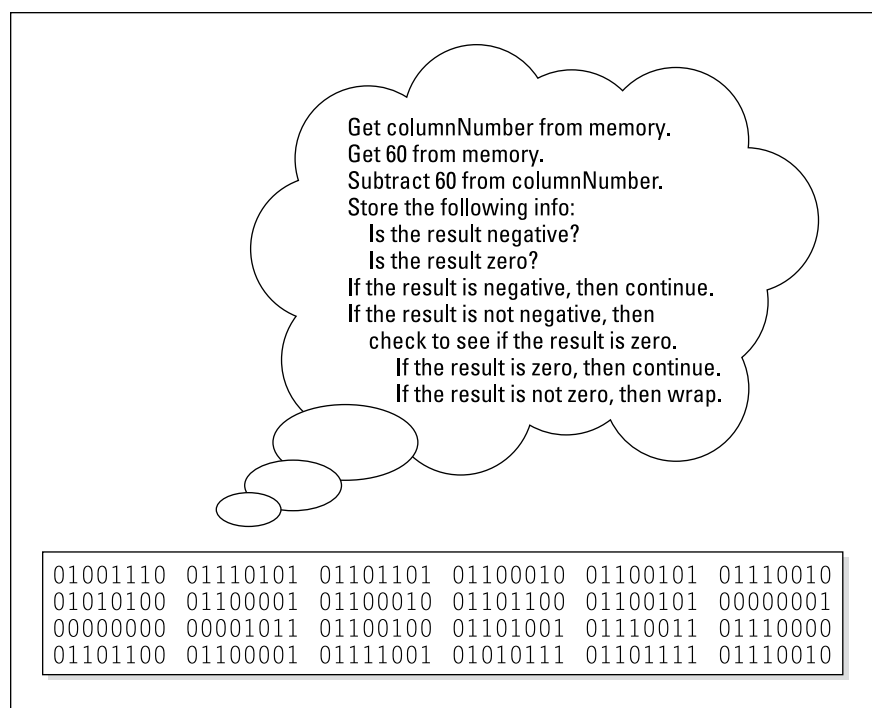 Get columnNumber from memory.
Get 60 from memory.
Subtract 60 from columnNumber.
Store the following info:
Is the result negative?
Is the result zero?
If the result is negative, then continue.
If the result is not negative, then
check to see if the result is zero.
If the result is zero, then continue.
If the result is not zero, then wrap.
01001110 01110101 01101101 01100010 01100101 01110010
01010100 01100001 01100010 01101100 01100101 00000001
00000000 00001011 01100100 01101001 01110011 01110000
01101100 01100001 01111001 01010111 01101111 01110010